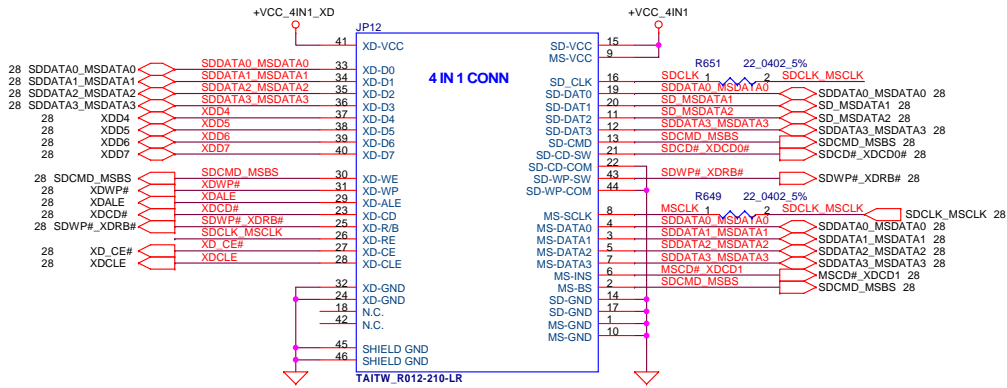 +VCC_4IN1_XD
+VCC_4IN1
JP12
4 IN 1 CONN
41 XD-VCC
28 SDDATA0_MSDATA0 SDDATA0_MSDATA0 33 XD-D0
28 SDDATA1_MSDATA1 SDDATA1_MSDATA1 34 XD-D1
28 SDDATA2_MSDATA2 SDDATA2_MSDATA2 35 XD-D2
28 SDDATA3_MSDATA3 SDDATA3_MSDATA3 36 XD-D3
28 XDD4 XDD4 37 XD-D4
28 XDD5 XDD5 38 XD-D5
28 XDD6 XDD6 39 XD-D6
28 XDD7 XDD7 40 XD-D7
28 SDCMD_MSBS SDCMD_MSBS 30 XD-WE
28 XDWP# XDWP# 31 XD-WP
28 XDALE XDALE 29 XD-ALE
28 XDCD# XDCD# 23 XD-CD
28 SDWP#_XDRB# SDWP#_XDRB# 25 XD-R/B
SDCLK_MSCLK 26 XD-RE
28 XD_CE# XD_CE# 27 XD-CE
28 XDCLE XDCLE 28 XD-CLE
32 XD-GND
24 XD-GND
18 N.C.
42 N.C.
45 SHIELD GND
46 SHIELD GND
TAITW_R012-210-LR
SD-VCC 15
MS-VCC 9
R651 22_0402_5%
SD_CLK 16 SDCLK 1 2 SDCLK_MSCLK
SD-DAT0 19 SDDATA0_MSDATA0 SDDATA0_MSDATA0 28
SD-DAT1 20 SD_MSDATA1 SD_MSDATA1 28
SD-DAT2 11 SD_MSDATA2 SD_MSDATA2 28
SD-DAT3 12 SDDATA3_MSDATA3 SDDATA3_MSDATA3 28
SD-CMD 13 SDCMD_MSBS SDCMD_MSBS 28
SD-CD-SW 21 SDCD#_XDCD0# SDCD#_XDCD0# 28
SD-CD-COM 22
SD-WP-SW 43 SDWP#_XDRB# SDWP#_XDRB# 28
SD-WP-COM 44
R649 22_0402_5%
MS-SCLK 8 MSCLK 1 2 SDCLK_MSCLK SDCLK_MSCLK 28
MS-DATA0 4 SDDATA0_MSDATA0 SDDATA0_MSDATA0 28
MS-DATA1 3 SDDATA1_MSDATA1 SDDATA1_MSDATA1 28
MS-DATA2 5 SDDATA2_MSDATA2 SDDATA2_MSDATA2 28
MS-DATA3 7 SDDATA3_MSDATA3 SDDATA3_MSDATA3 28
MS-INS 6 MSCD#_XDCD1 MSCD#_XDCD1 28
MS-BS 2 SDCMD_MSBS SDCMD_MSBS 28
SD-GND 14
SD-GND 17
MS-GND 1
MS-GND 10